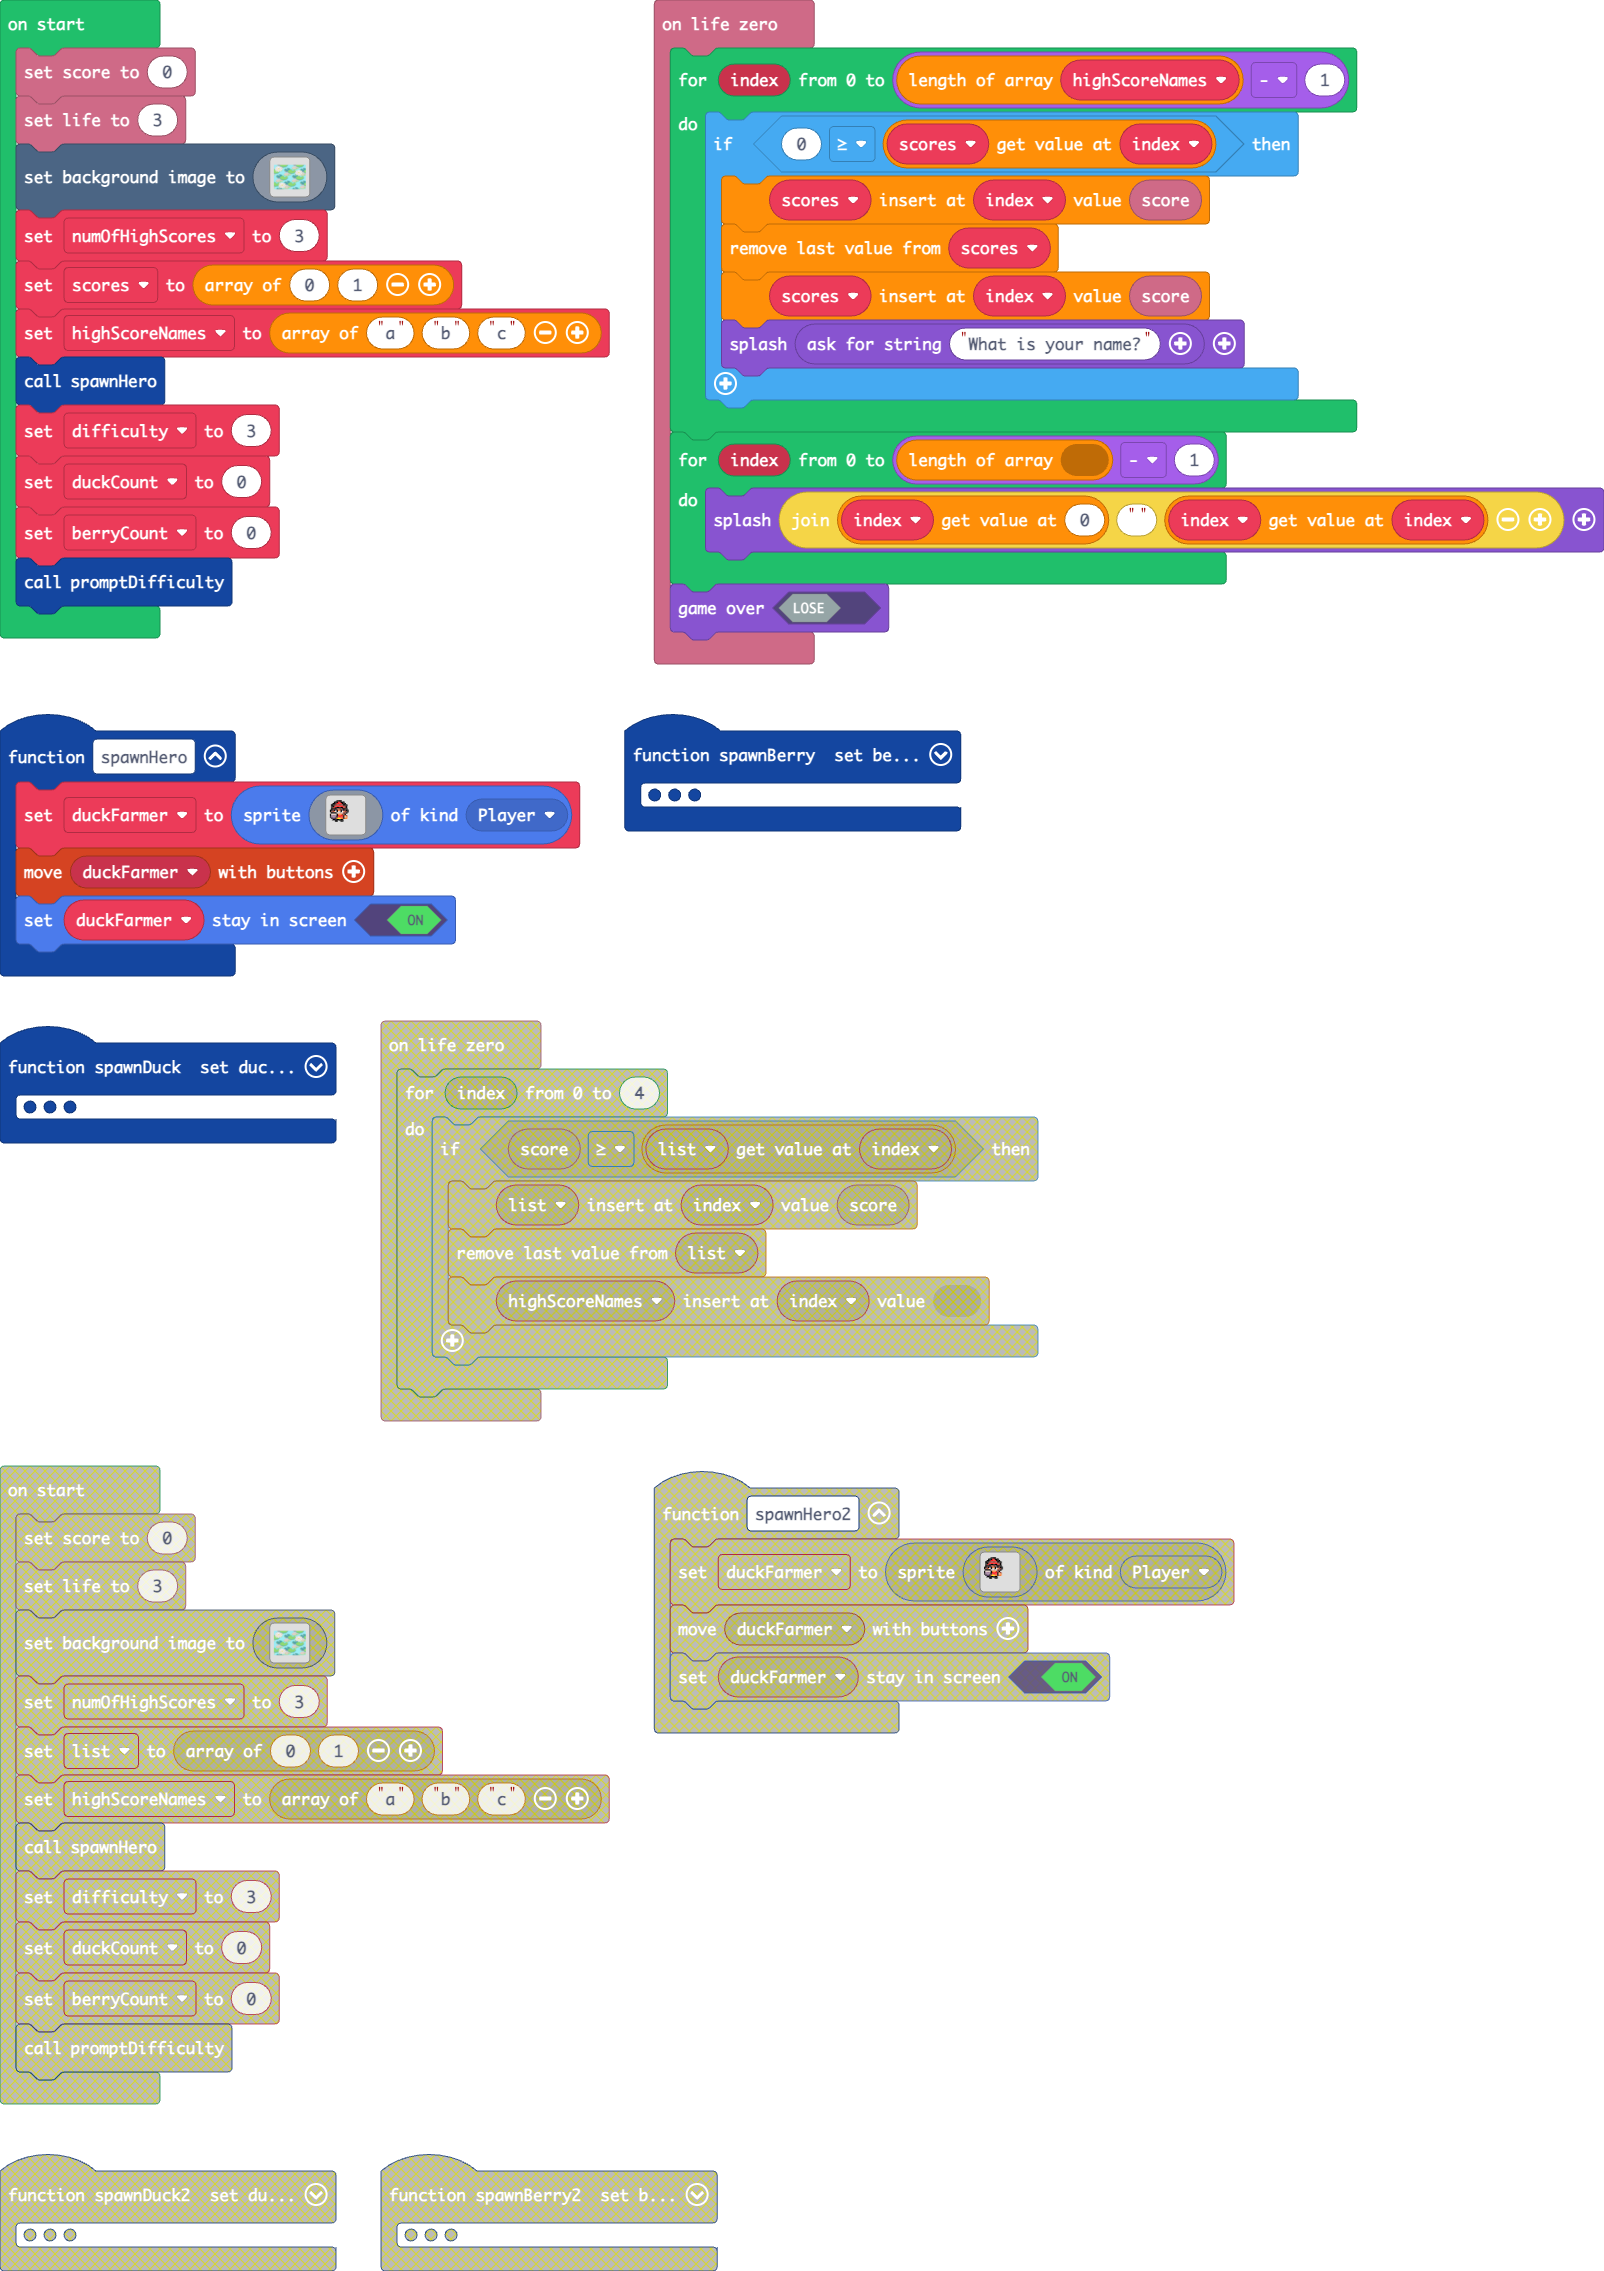 on start
set score to 0
set life to 3
set background image to
set numOfHighScores to 3
set scores to array of 0 1
set highScoreNames to array of "a" "b" "c"
call spawnHero
set difficulty to 3
set duckCount to 0
set berryCount to 0
call promptDifficulty
on life zero
for index from 0 to length of array highScoreNames - 1
do
if 0 ≥ scores get value at index then
scores insert at index value score
remove last value from scores
scores insert at index value score
splash ask for string "What is your name?"
for index from 0 to length of array - 1
do
splash join index get value at 0 " " index get value at index
game over LOSE
function spawnHero
set duckFarmer to sprite of kind Player
move duckFarmer with buttons
set duckFarmer stay in screen ON
function spawnBerry set be...
function spawnDuck set duc...
on life zero
for index from 0 to 4
do
if score ≥ list get value at index then
list insert at index value score
remove last value from list
highScoreNames insert at index value
on start
set score to 0
set life to 3
set background image to
set numOfHighScores to 3
set list to array of 0 1
set highScoreNames to array of "a" "b" "c"
call spawnHero
set difficulty to 3
set duckCount to 0
set berryCount to 0
call promptDifficulty
function spawnHero2
set duckFarmer to sprite of kind Player
move duckFarmer with buttons
set duckFarmer stay in screen ON
function spawnDuck2 set du...
function spawnBerry2 set b...